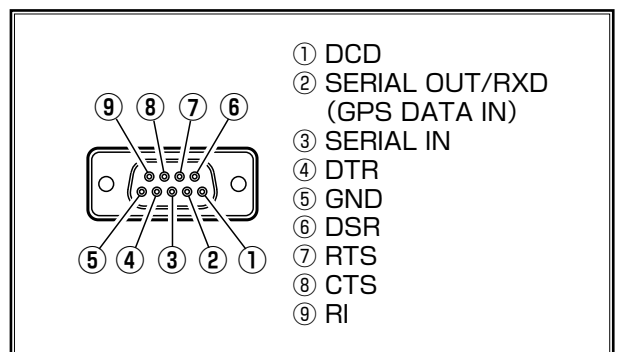 ① DCD
② SERIAL OUT/RXD
(GPS DATA IN)
③ SERIAL IN
④ DTR
⑤ GND
⑥ DSR
⑦ RTS
⑧ CTS
⑨ RI
⑨ ⑧ ⑦ ⑥
⑤ ④ ③ ② ①